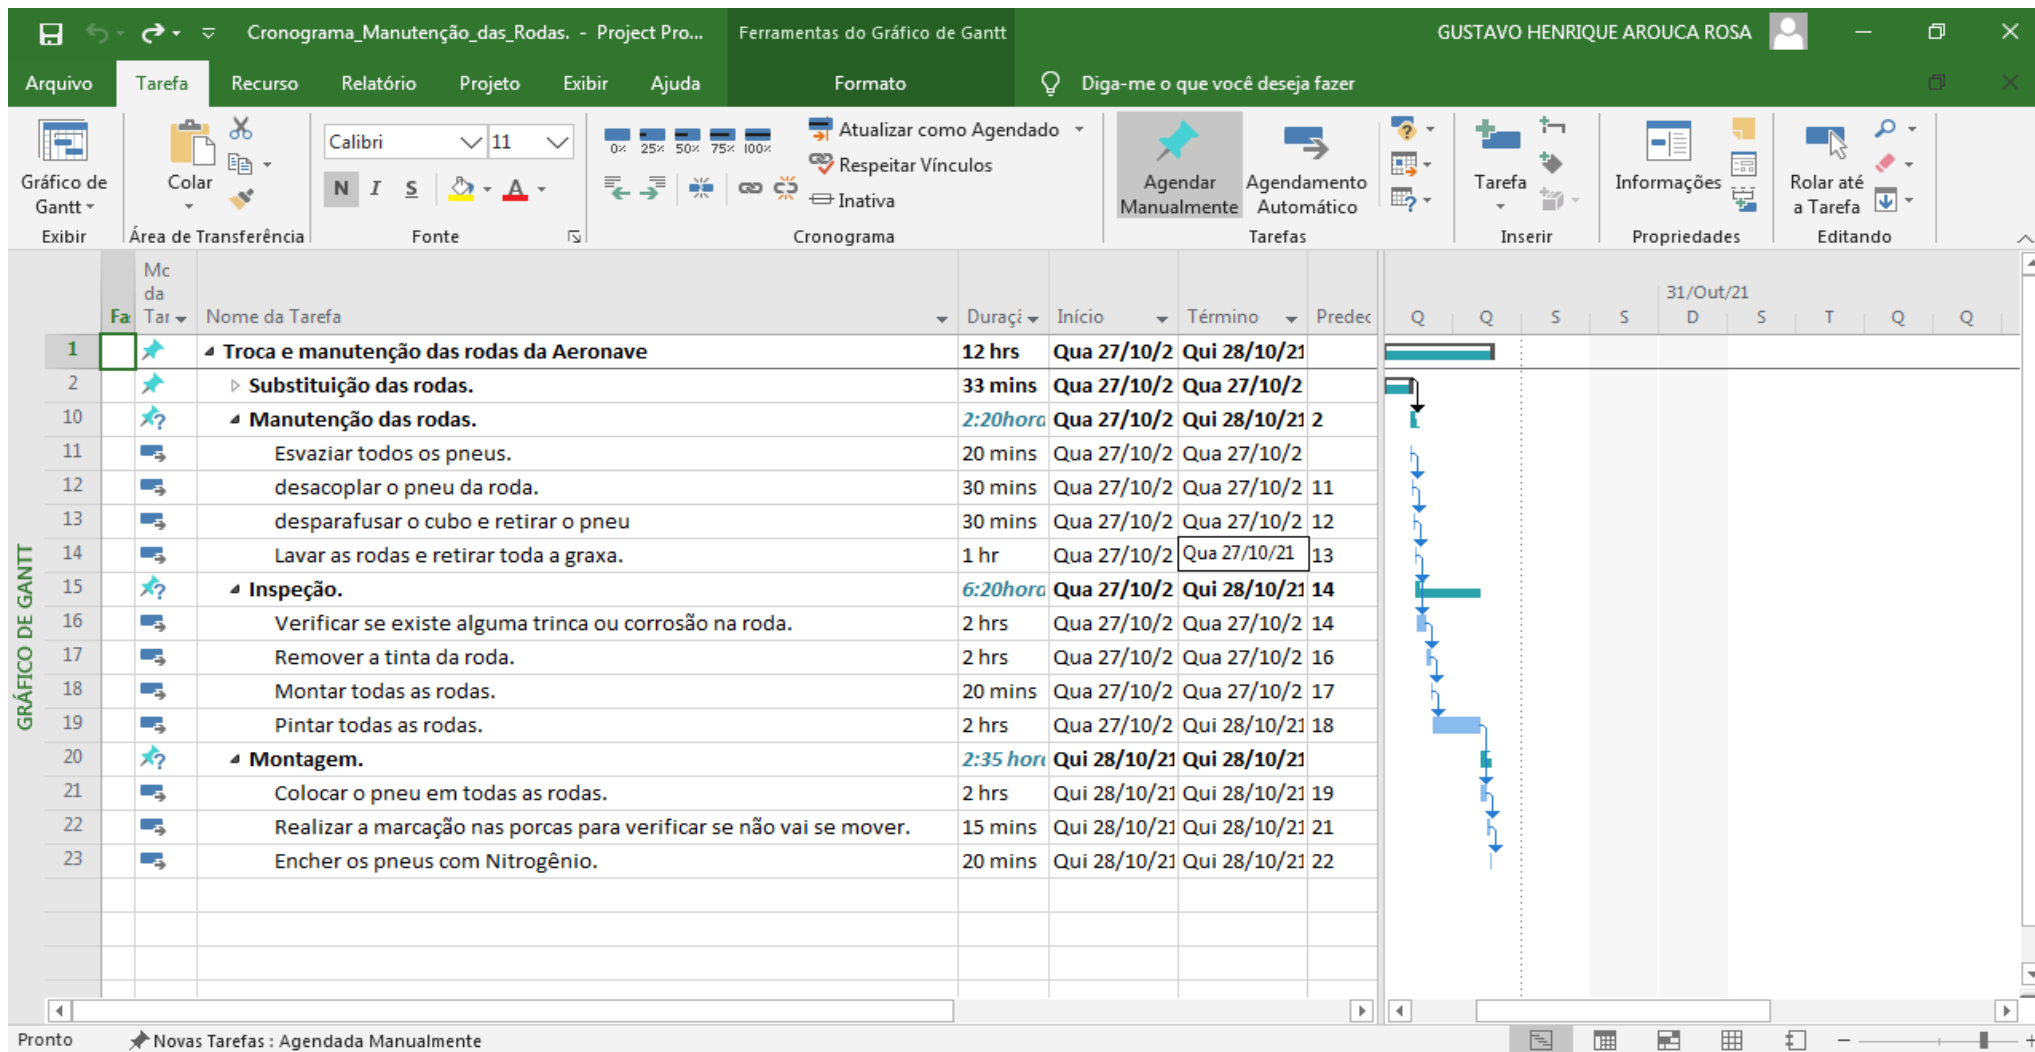 Cronograma_Manutenção_das_Rodas. - Project Pro... Ferramentas do Gráfico de Gantt GUSTAVO HENRIQUE AROUCA ROSA
Arquivo Tarefa Recurso Relatório Projeto Exibir Ajuda Formato Diga-me o que você deseja fazer
Gráfico de Gantt
Exibir
Colar
Área de Transferência
Calibri 11
N I S A
Fonte
0% 25% 50% 75% 100%
Atualizar como Agendado
Respeitar Vínculos
Inativa
Cronograma
Agendar Manualmente
Agendamento Automático
Tarefas
Tarefa
Inserir
Informações
Propriedades
Rolar até a Tarefa
Editando
GRÁFICO DE GANTT
Fa Mc da Tar Nome da Tarefa Duraçã Início Término Predec
31/Out/21
Q Q S S D S T Q Q
1 Troca e manutenção das rodas da Aeronave 12 hrs Qua 27/10/2 Qui 28/10/21
2 Substituição das rodas. 33 mins Qua 27/10/2 Qua 27/10/2
10 Manutenção das rodas. 2:20hora Qua 27/10/2 Qui 28/10/21 2
11 Esvaziar todos os pneus. 20 mins Qua 27/10/2 Qua 27/10/2
12 desacoplar o pneu da roda. 30 mins Qua 27/10/2 Qua 27/10/2 11
13 desparafusar o cubo e retirar o pneu 30 mins Qua 27/10/2 Qua 27/10/2 12
14 Lavar as rodas e retirar toda a graxa. 1 hr Qua 27/10/2 Qua 27/10/21 13
15 Inspeção. 6:20hora Qua 27/10/2 Qui 28/10/21 14
16 Verificar se existe alguma trinca ou corrosão na roda. 2 hrs Qua 27/10/2 Qua 27/10/2 14
17 Remover a tinta da roda. 2 hrs Qua 27/10/2 Qua 27/10/2 16
18 Montar todas as rodas. 20 mins Qua 27/10/2 Qua 27/10/2 17
19 Pintar todas as rodas. 2 hrs Qua 27/10/2 Qui 28/10/21 18
20 Montagem. 2:35 hora Qui 28/10/21 Qui 28/10/21
21 Colocar o pneu em todas as rodas. 2 hrs Qui 28/10/21 Qui 28/10/21 19
22 Realizar a marcação nas porcas para verificar se não vai se mover. 15 mins Qui 28/10/21 Qui 28/10/21 21
23 Encher os pneus com Nitrogênio. 20 mins Qui 28/10/21 Qui 28/10/21 22
Pronto Novas Tarefas : Agendada Manualmente